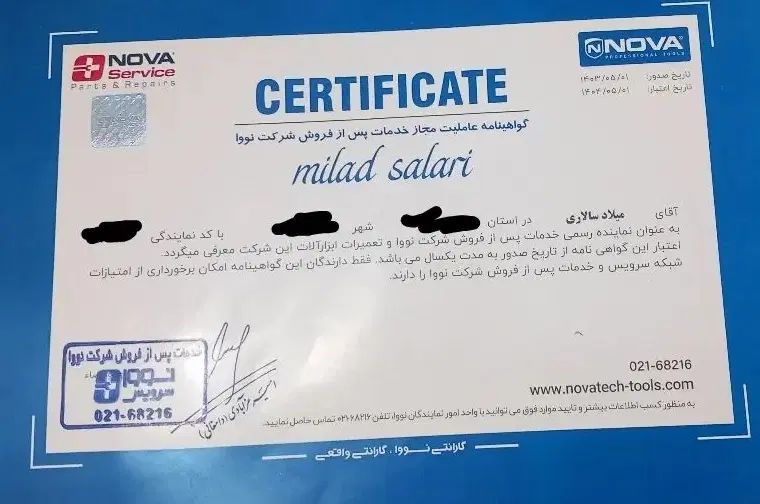 NOVA
Service
Parts & Repairs
NOVA
PROFESSIONAL TOOLS
تاریخ صدور: ۱۴۰۳/۰۵/۰۱
تاریخ اعتبار: ۱۴۰۴/۰۵/۰۱
CERTIFICATE
گواهینامه عاملیت مجاز خدمات پس از فروش شرکت نووا
milad salari
آقای میلاد سالاری در استان شهر با کد نمایندگی
به عنوان نماینده رسمی خدمات پس از فروش شرکت نووا و تعمیرات ابزارآلات این شرکت معرفی میگردد.
اعتبار این گواهی نامه از تاریخ صدور به مدت یکسال می باشد. فقط دارندگان این گواهینامه امکان برخورداری از امتیازات
شبکه سرویس و خدمات پس از فروش شرکت نووا را دارند.
خدمات پس از فروش شرکت نووا
نووا
سرویس
021-68216
021-68216
www.novatech-tools.com
به منظور کسب اطلاعات بیشتر و تایید موارد فوق می توانید با واحد امور نمایندگان نووا، تلفن ۶۸۲۱۶-۰۲۱ تماس حاصل نمایید.
گارانتی نووا . گارانتی واقعی